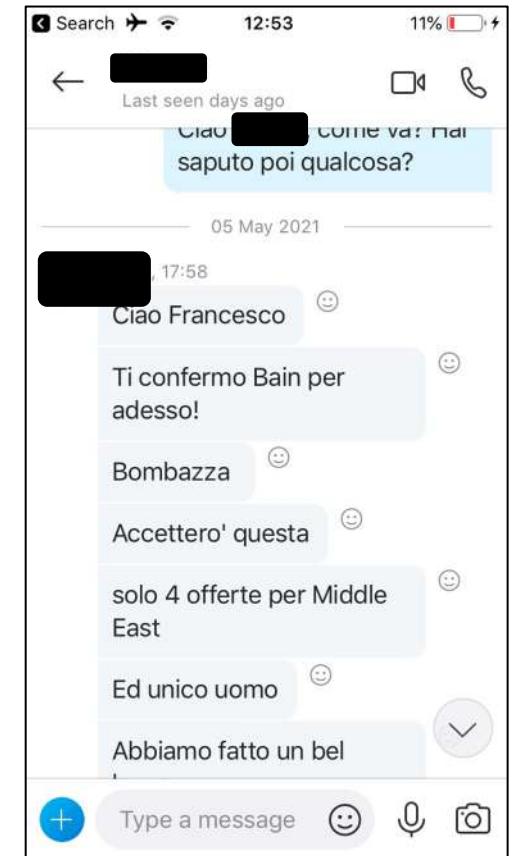 Search 12:53 11%
Last seen days ago
Ciao , come va? Hai
saputo poi qualcosa?
05 May 2021
, 17:58
Ciao Francesco
Ti confermo Bain per
adesso!
Bombazza
Accettero' questa
solo 4 offerte per Middle
East
Ed unico uomo
Abbiamo fatto un bel
Type a message